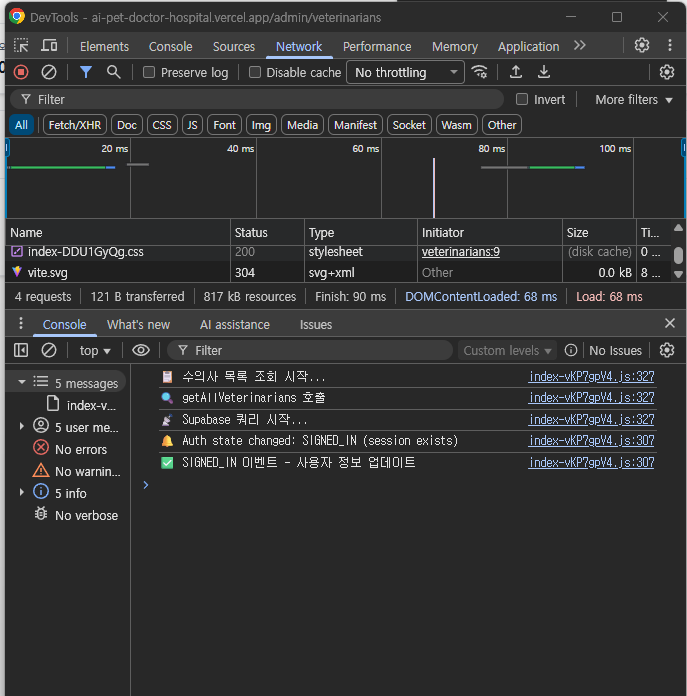 DevTools - ai-pet-doctor-hospital.vercel.app/admin/veterinarians
Elements Console Sources Network Performance Memory Application
Preserve log Disable cache No throttling
Filter Invert More filters
All Fetch/XHR Doc CSS JS Font Img Media Manifest Socket Wasm Other
20 ms 40 ms 60 ms 80 ms 100 ms
Name Status Type Initiator Size Ti...
index-DDU1GyQg.css 200 stylesheet veterinarians:9 (disk cache) 0 ...
vite.svg 304 svg+xml Other 0.0 kB 8 ...
4 requests 121 B transferred 817 kB resources Finish: 90 ms DOMContentLoaded: 68 ms Load: 68 ms
Console What's new AI assistance Issues
top Filter Custom levels No Issues
5 messages
index-v...
5 user me...
No errors
No warnin...
5 info
No verbose
수의사 목록 조회 시작... index-vKP7gpV4.js:327
getAllVeterinarians 호출 index-vKP7gpV4.js:327
Supabase 쿼리 시작... index-vKP7gpV4.js:327
Auth state changed: SIGNED_IN (session exists) index-vKP7gpV4.js:307
SIGNED_IN 이벤트 - 사용자 정보 업데이트 index-vKP7gpV4.js:307